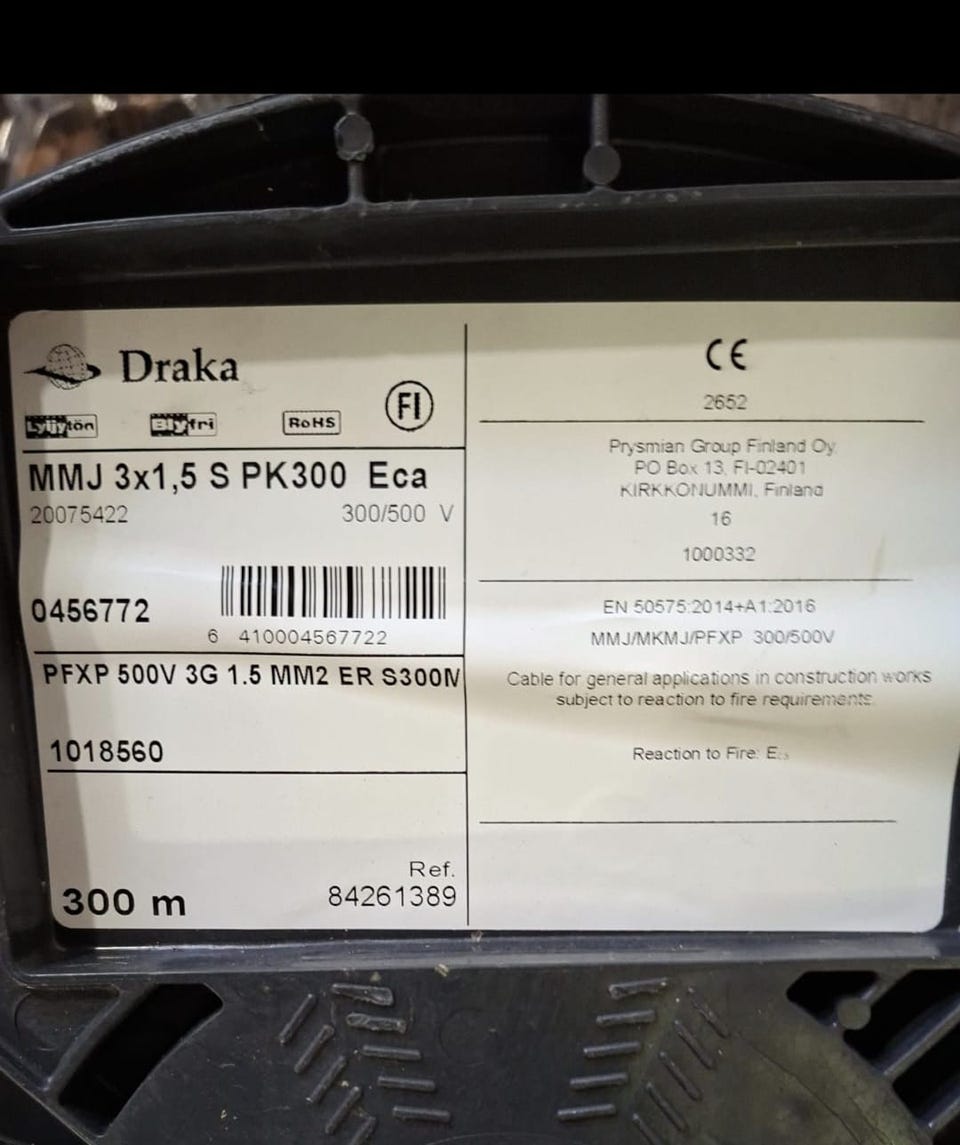 Draka
Lyijytön Blyfri RoHS FI
MMJ 3x1,5 S PK300 Eca
20075422 300/500 V
0456772
6 410004567722
PFXP 500V 3G 1.5 MM2 ER S300M
1018560
Ref.
300 m 84261389
CE
2652
Prysmian Group Finland Oy
PO Box 13, FI-02401
KIRKKONUMMI, Finland
16
1000332
EN 50575:2014+A1:2016
MMJ/MKMJ/PFXP 300/500V
Cable for general applications in construction works
subject to reaction to fire requirements.
Reaction to Fire: Eca